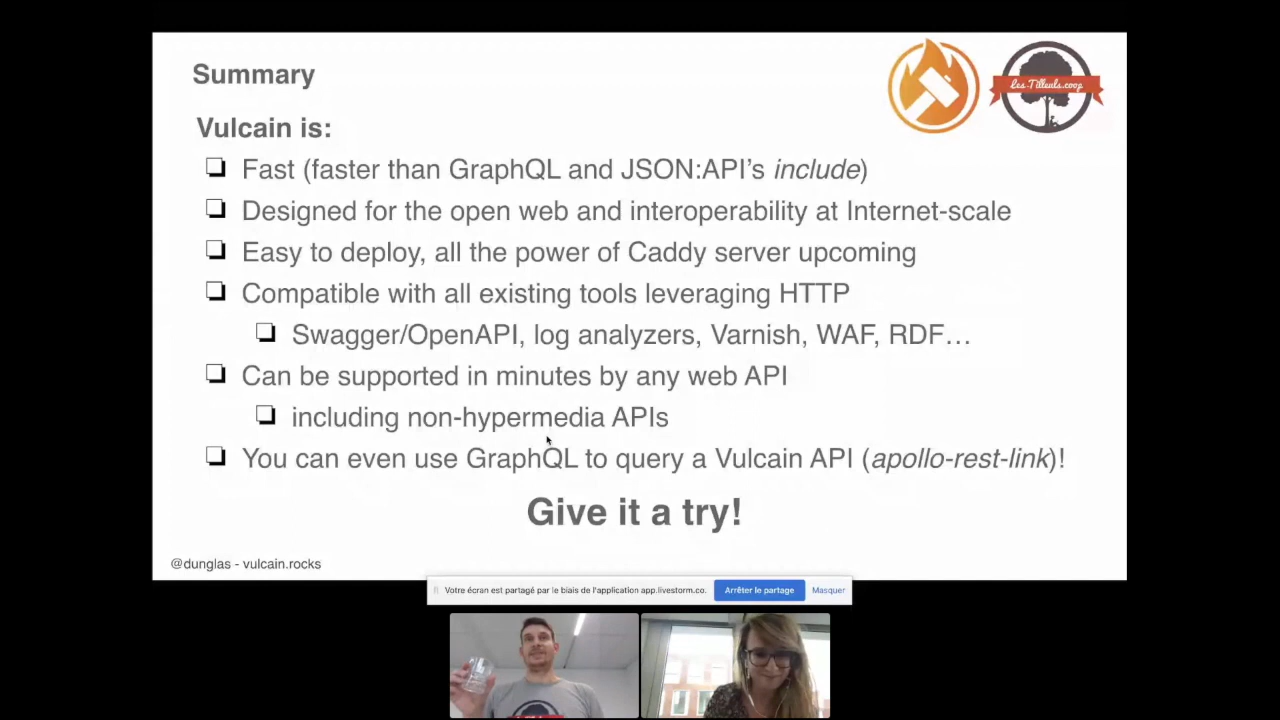 Summary
Les-Tilleuls.coop
Vulcain is:
Fast (faster than GraphQL and JSON:API's include)
Designed for the open web and interoperability at Internet-scale
Easy to deploy, all the power of Caddy server upcoming
Compatible with all existing tools leveraging HTTP
Swagger/OpenAPI, log analyzers, Varnish, WAF, RDF…
Can be supported in minutes by any web API
including non-hypermedia APIs
You can even use GraphQL to query a Vulcain API (apollo-rest-link)!
Give it a try!
@dunglas - vulcain.rocks
Votre écran est partagé par le biais de l'application app.livestorm.co.
Arrêter le partage
Masquer